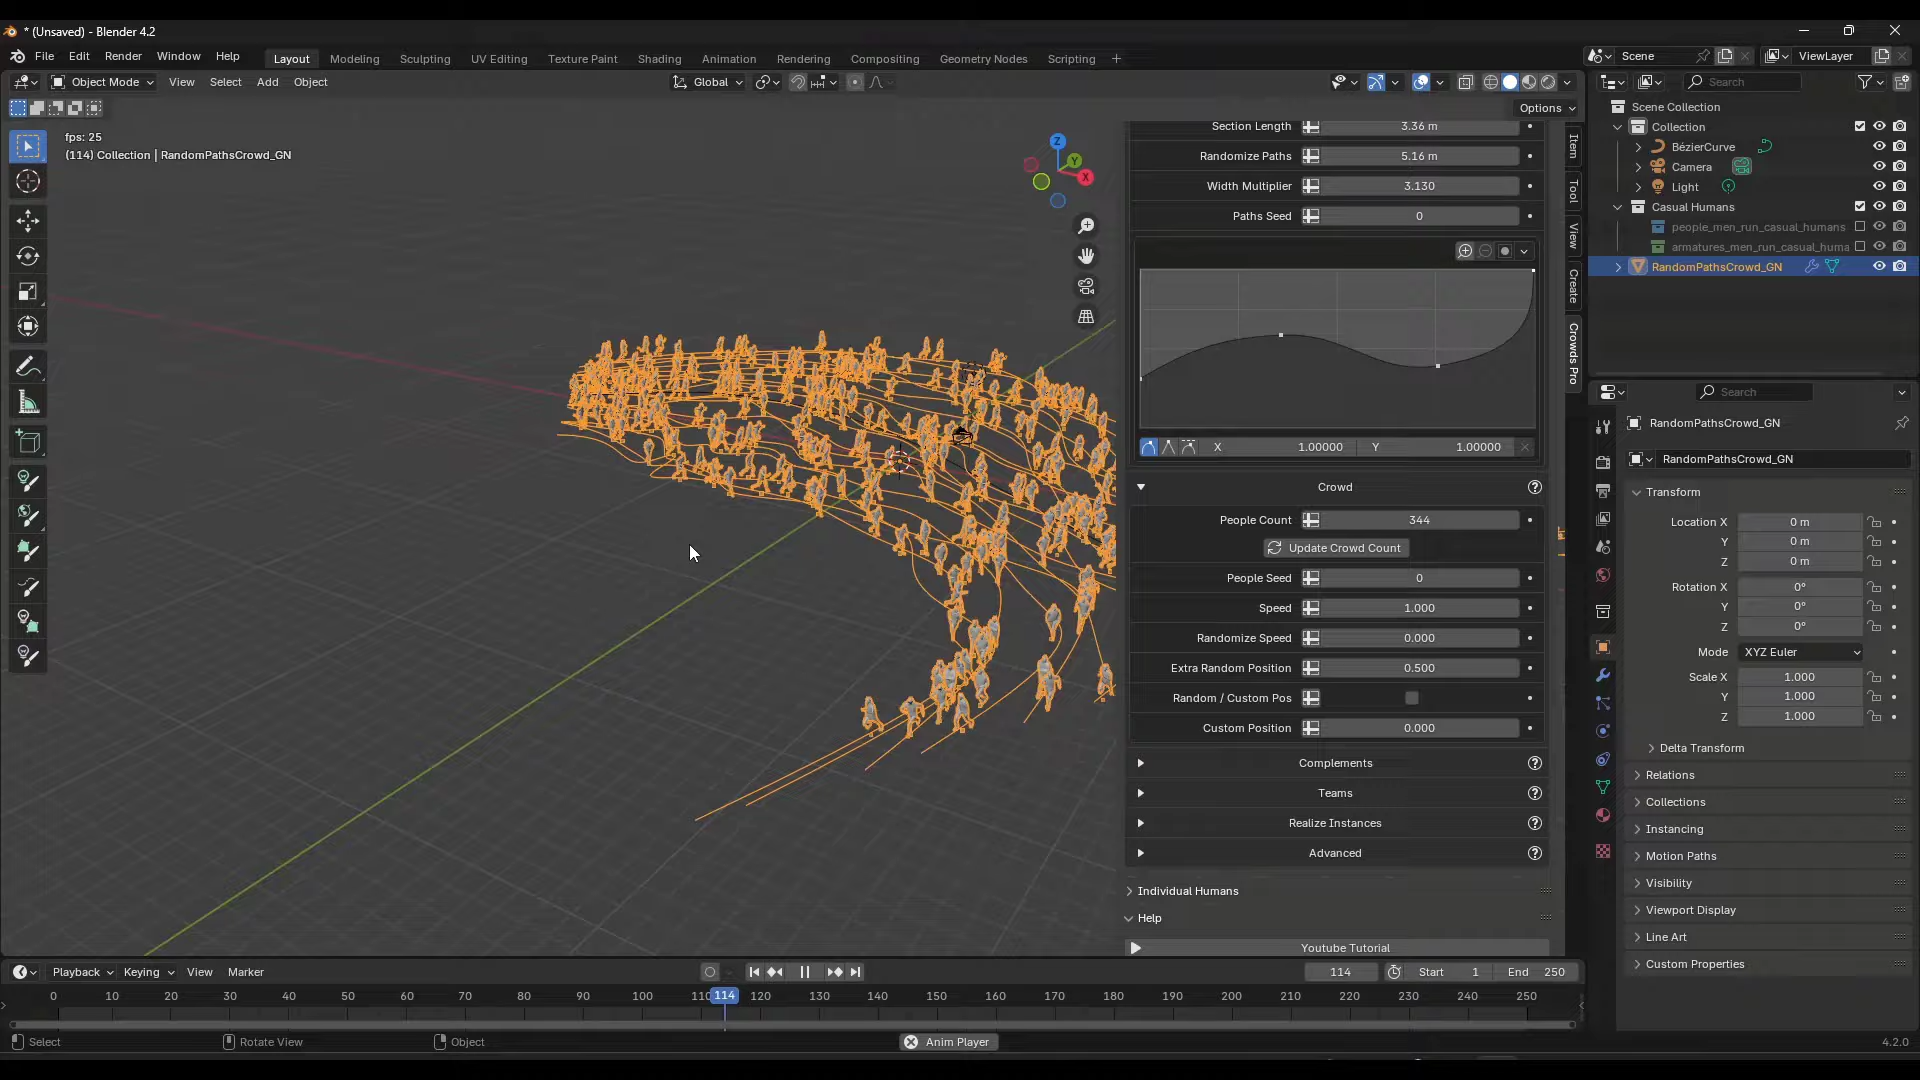 * (Unsaved) - Blender 4.2
File Edit Render Window Help
Layout Modeling Sculpting UV Editing Texture Paint Shading Animation Rendering Compositing Geometry Nodes Scripting +
Scene
ViewLayer
Object Mode View Select Add Object
Global
Search
Options
fps: 25
(114) Collection | RandomPathsCrowd_GN
Z
Y
X
Section Length 3.36 m
Randomize Paths 5.16 m
Width Multiplier 3.130
Paths Seed 0
X 1.00000 Y 1.00000
Crowd
People Count 344
Update Crowd Count
People Seed 0
Speed 1.000
Randomize Speed 0.000
Extra Random Position 0.500
Random / Custom Pos
Custom Position 0.000
Complements
Teams
Realize Instances
Advanced
Individual Humans
Help
Youtube Tutorial
Item
Tool
View
Create
Crowds Pro
Scene Collection
Collection
BézierCurve
Camera
Light
Casual Humans
people_men_run_casual_humans
armatures_men_run_casual_huma
RandomPathsCrowd_GN
Search
RandomPathsCrowd_GN
RandomPathsCrowd_GN
Transform
Location X 0 m
Y 0 m
Z 0 m
Rotation X 0°
Y 0°
Z 0°
Mode XYZ Euler
Scale X 1.000
Y 1.000
Z 1.000
Delta Transform
Relations
Collections
Instancing
Motion Paths
Visibility
Viewport Display
Line Art
Custom Properties
Playback Keying View Marker
114 Start 1 End 250
0 10 20 30 40 50 60 70 80 90 100 110 114 120 130 140 150 160 170 180 190 200 210 220 230 240 250
Select Rotate View Object Anim Player 4.2.0